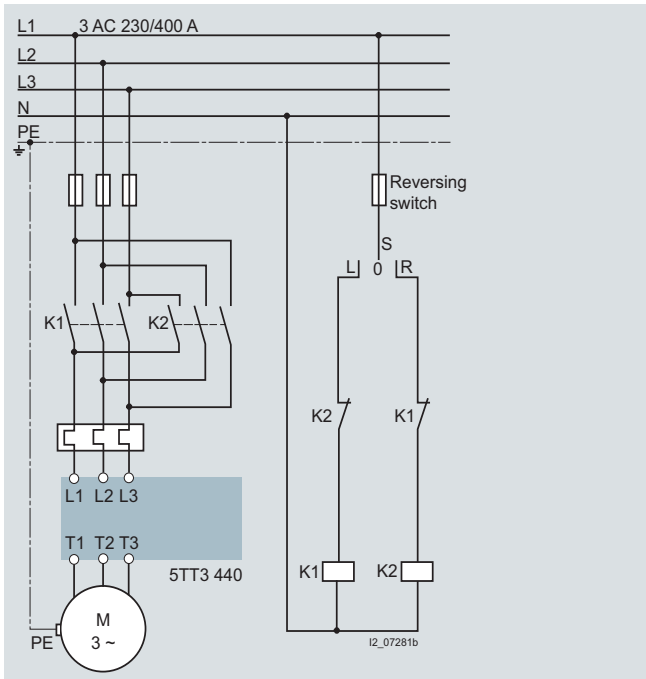 L1 3 AC 230/400 A
L2
L3
N
PE
Reversing
switch
S
L 0 R
K1 K2
K2 K1
L1 L2 L3
T1 T2 T3
5TT3 440
K1 K2
M
3 ~
PE
I2_07281b